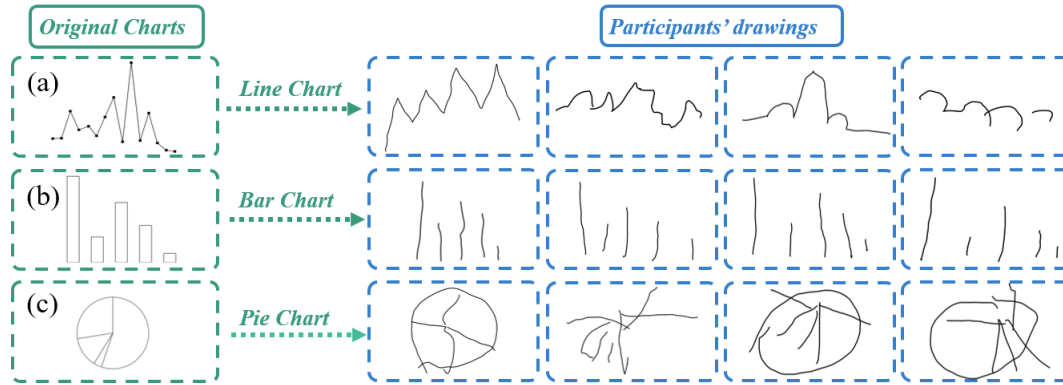 Original Charts
Participants' drawings
(a)
Line Chart
(b)
Bar Chart
(c)
Pie Chart